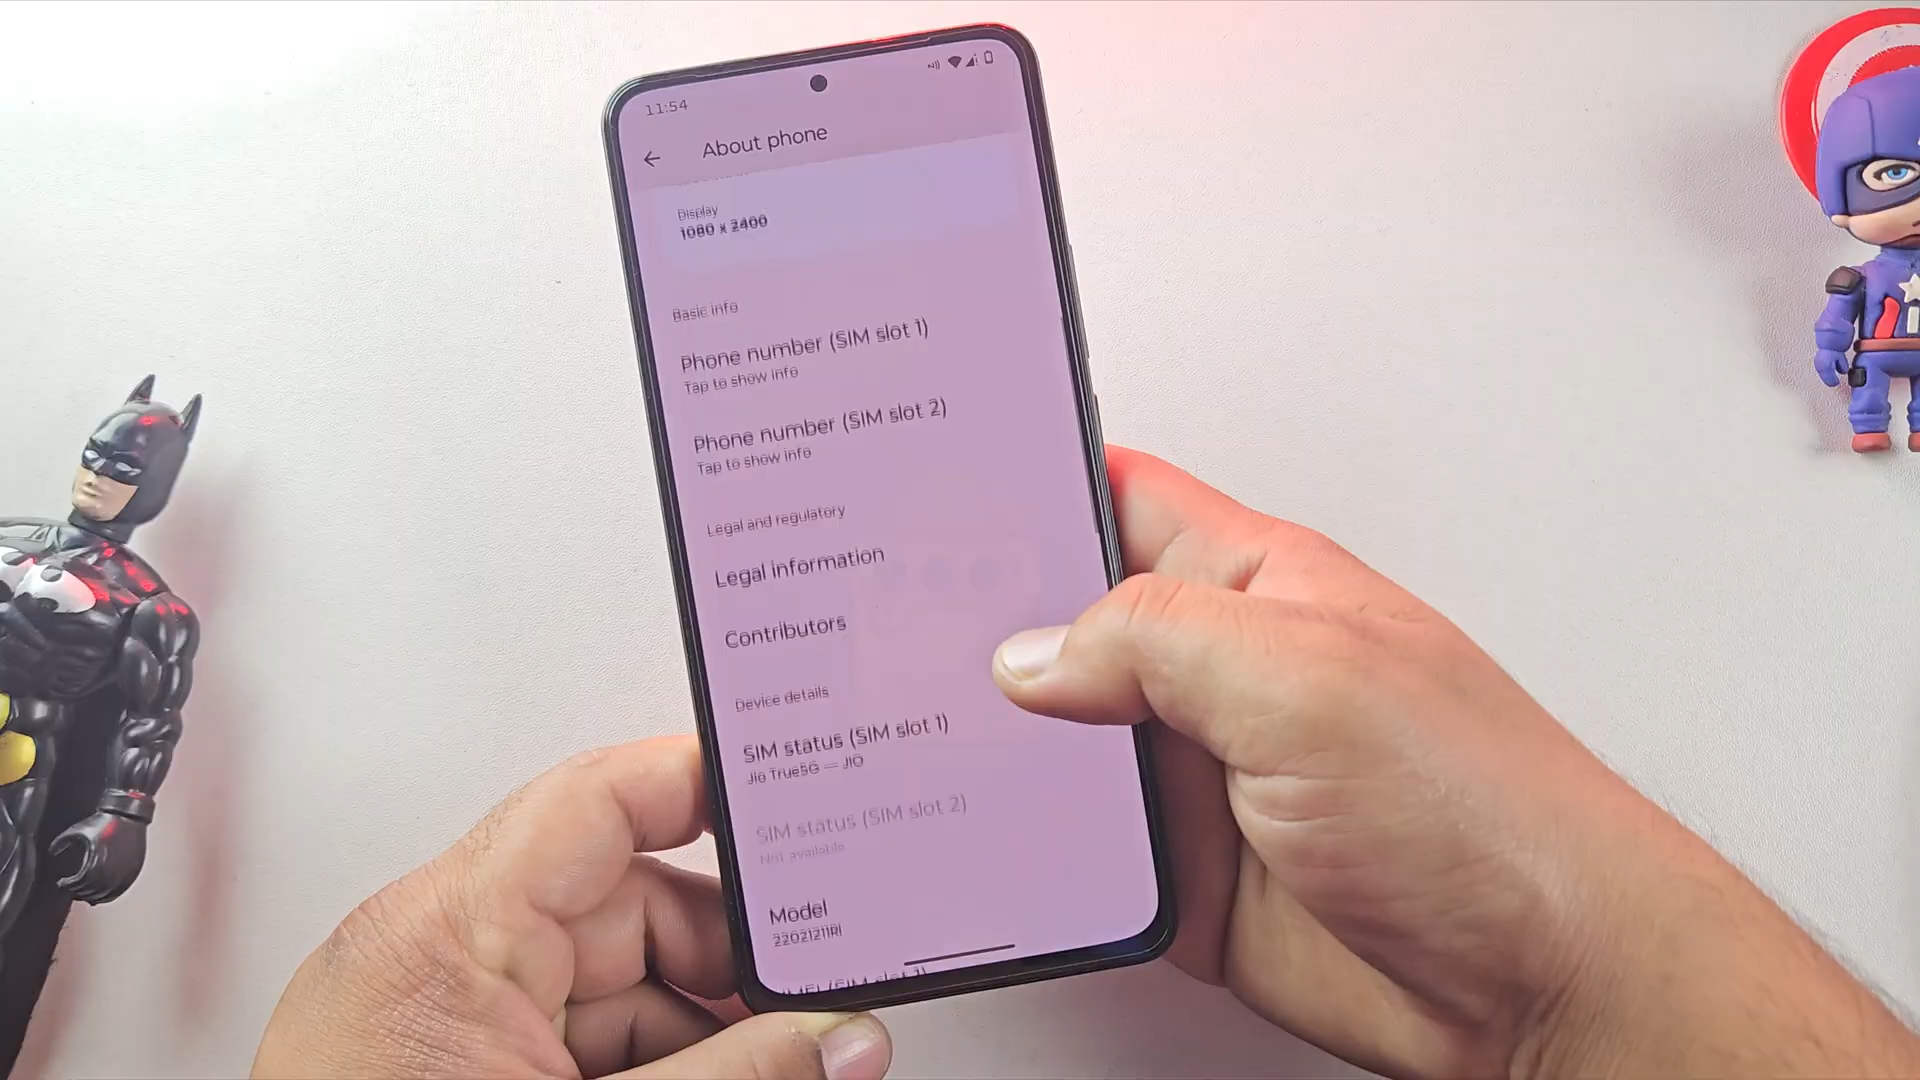 11:54
About phone
Display
1080 x 2400
Basic info
Phone number (SIM slot 1)
Tap to show info
Phone number (SIM slot 2)
Tap to show info
Legal and regulatory
Legal information
Contributors
Device details
SIM status (SIM slot 1)
Jio True5G — JIO
SIM status (SIM slot 2)
Not available
Model
22021211RI